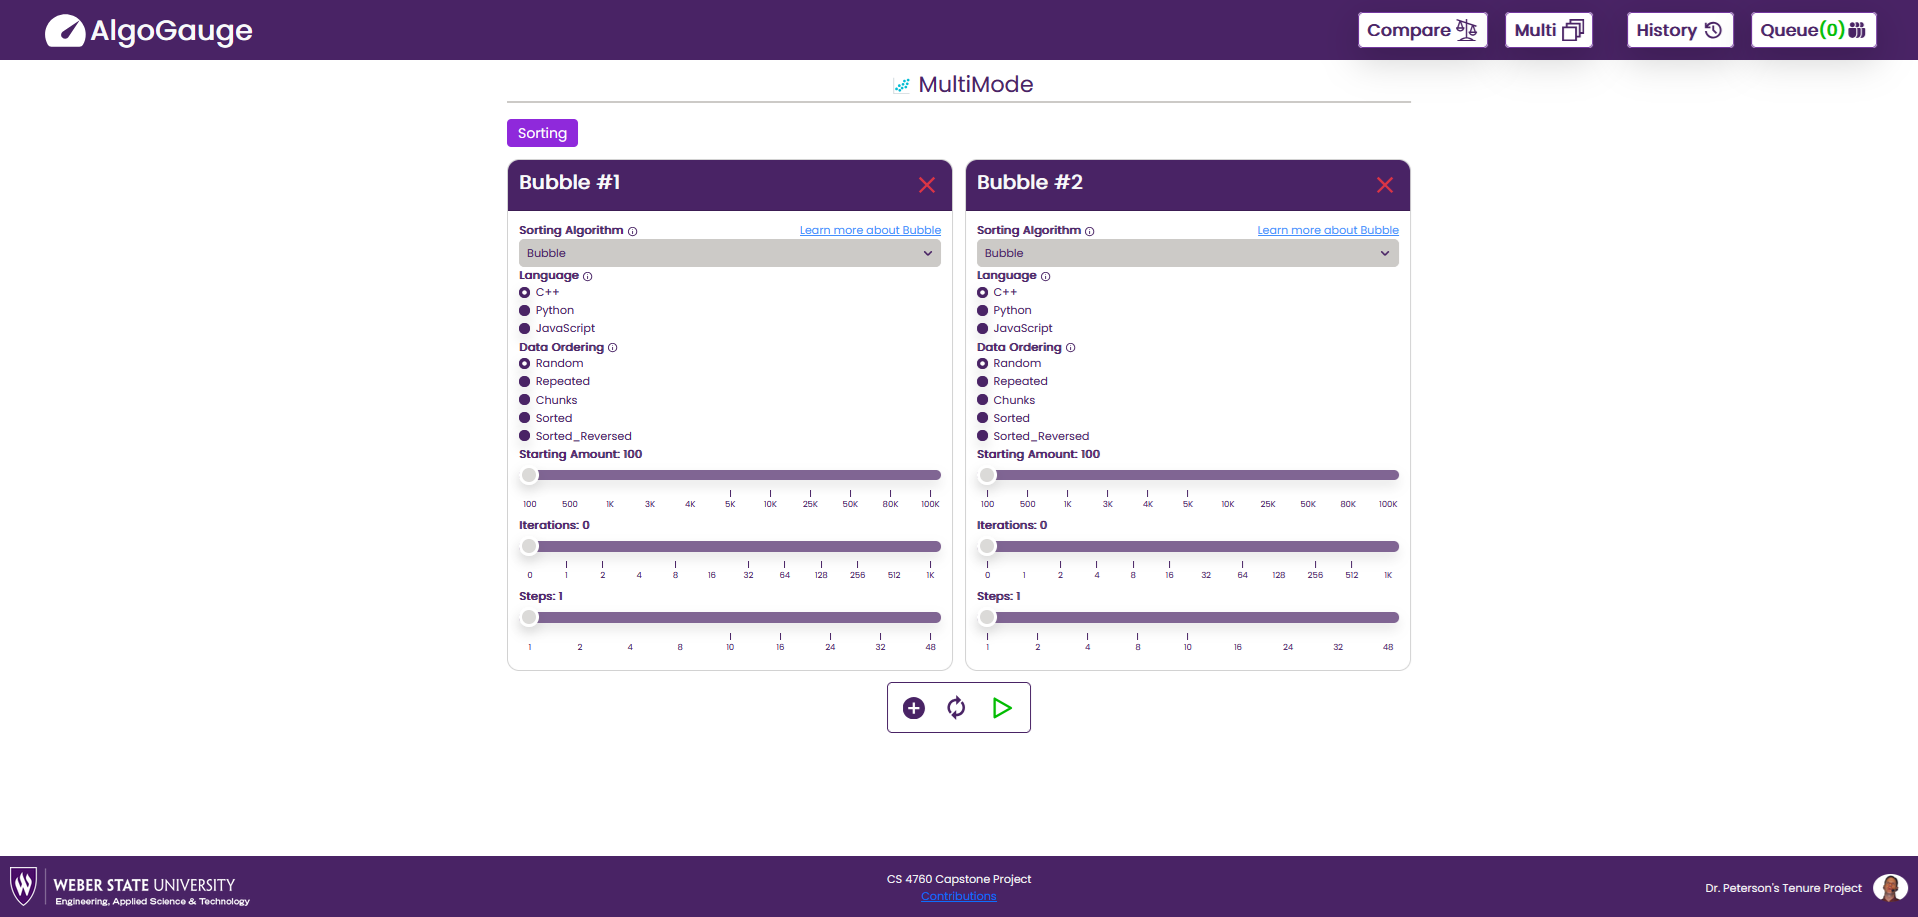 AlgoGauge
Compare
Multi
History
Queue(0)
MultiMode
Sorting
Bubble #1
Sorting Algorithm
Learn more about Bubble
Bubble
Language
C++
Python
JavaScript
Data Ordering
Random
Repeated
Chunks
Sorted
Sorted_Reversed
Starting Amount: 100
100 500 1K 3K 4K 5K 10K 25K 50K 80K 100K
Iterations: 0
0 1 2 4 8 16 32 64 128 256 512 1K
Steps: 1
1 2 4 8 10 16 24 32 48
Bubble #2
Sorting Algorithm
Learn more about Bubble
Bubble
Language
C++
Python
JavaScript
Data Ordering
Random
Repeated
Chunks
Sorted
Sorted_Reversed
Starting Amount: 100
100 500 1K 3K 4K 5K 10K 25K 50K 80K 100K
Iterations: 0
0 1 2 4 8 16 32 64 128 256 512 1K
Steps: 1
1 2 4 8 10 16 24 32 48
WEBER STATE UNIVERSITY
Engineering, Applied Science & Technology
CS 4760 Capstone Project
Contributions
Dr. Peterson's Tenure Project